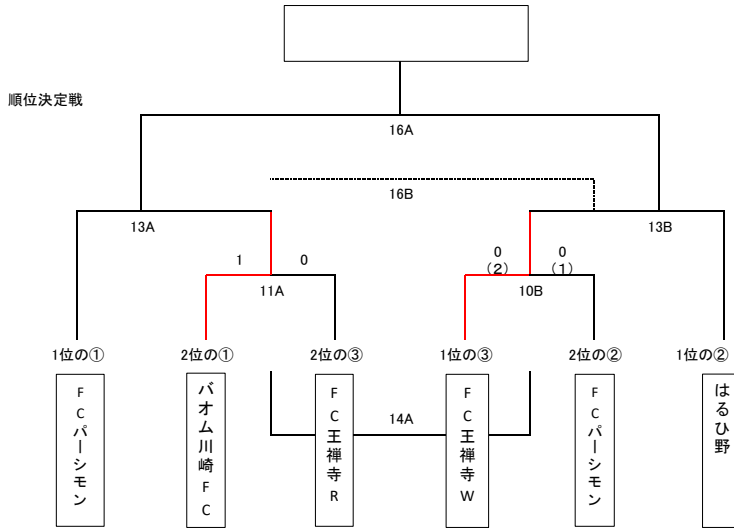 順位決定戦
16A
16B
13A
13B
1
0
0
(2)
0
(1)
11A
10B
1位の①
2位の①
2位の③
1位の③
2位の②
1位の②
14A
FCパーシモン
バオム川崎FC
FC王禅寺R
FC王禅寺W
FCパーシモン
はるひ野